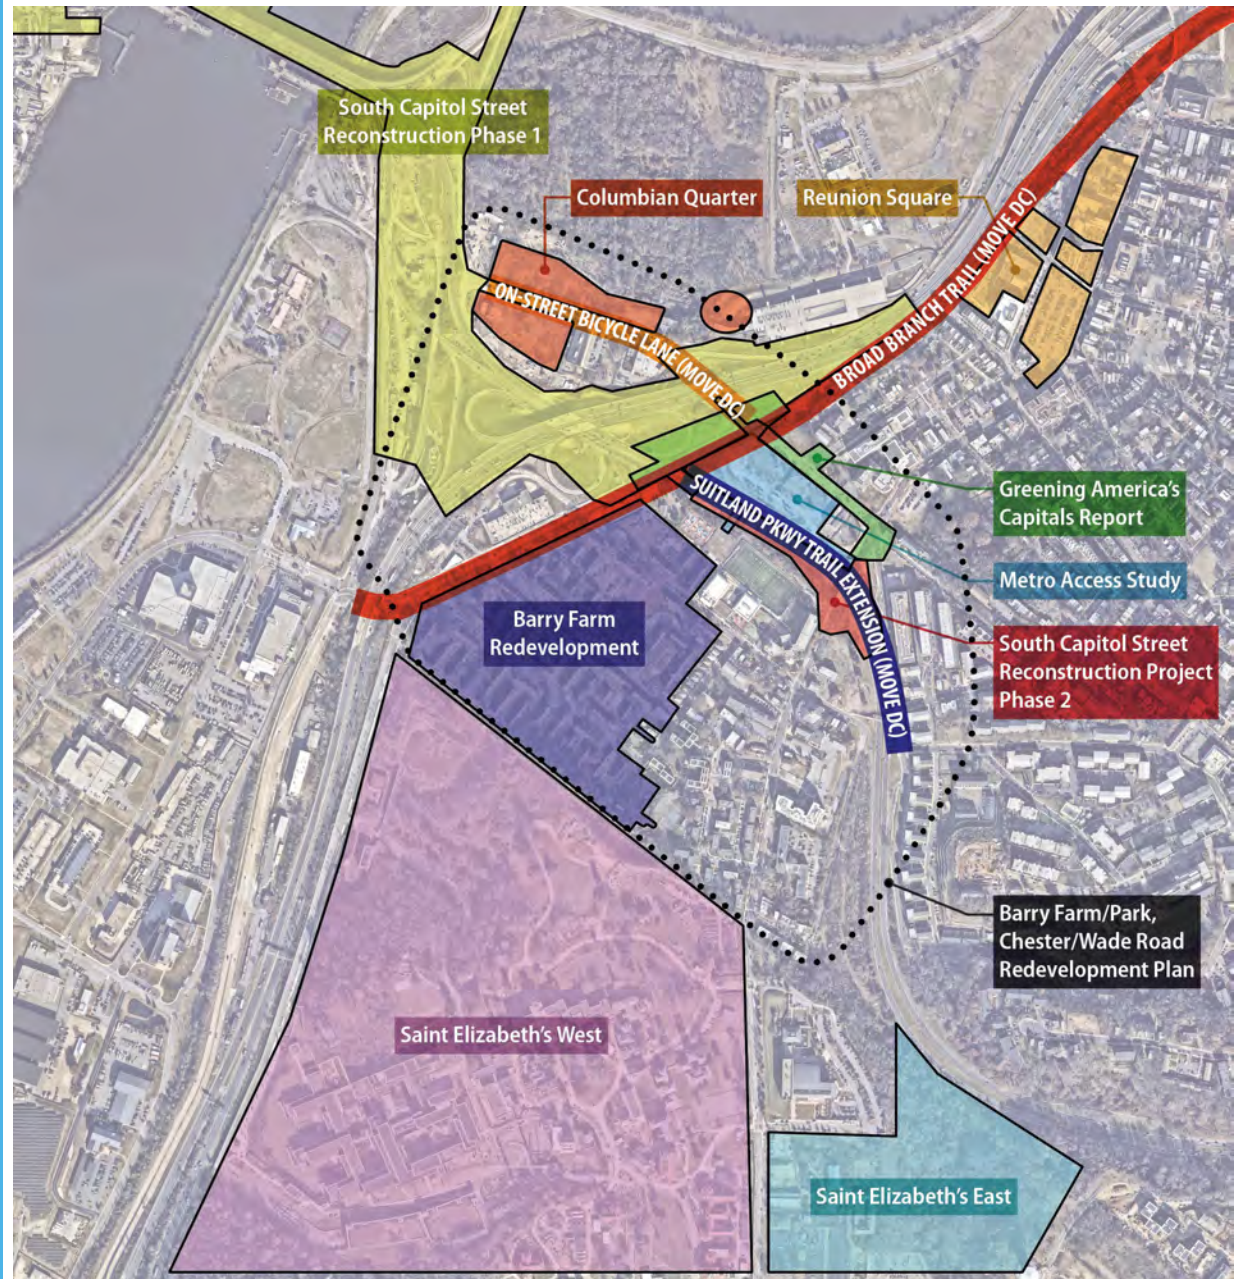 South Capitol Street
Reconstruction Phase 1
Columbian Quarter
Reunion Square
ON-STREET BICYCLE LANE (MOVE DC)
BROAD BRANCH TRAIL (MOVE DC)
SUITLAND PKWY TRAIL EXTENSION (MOVE DC)
Greening America's
Capitals Report
Metro Access Study
Barry Farm
Redevelopment
South Capitol Street
Reconstruction Project
Phase 2
Barry Farm/Park,
Chester/Wade Road
Redevelopment Plan
Saint Elizabeth's West
Saint Elizabeth's East